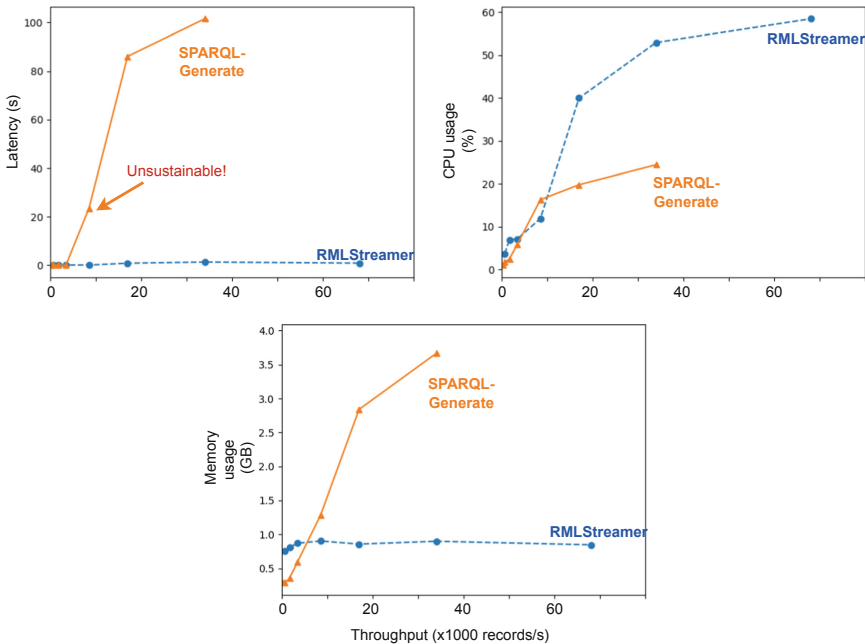 100
80
60
40
20
0
Latency (s)
SPARQL-
Generate
Unsustainable!
RMLStreamer
0
20
40
60
60
50
40
30
20
10
0
CPU usage
(%)
RMLStreamer
SPARQL-
Generate
0
20
40
60
4.0
3.5
3.0
2.5
2.0
1.5
1.0
0.5
Memory
usage
(GB)
SPARQL-
Generate
RMLStreamer
0
20
40
60
Throughput (x1000 records/s)